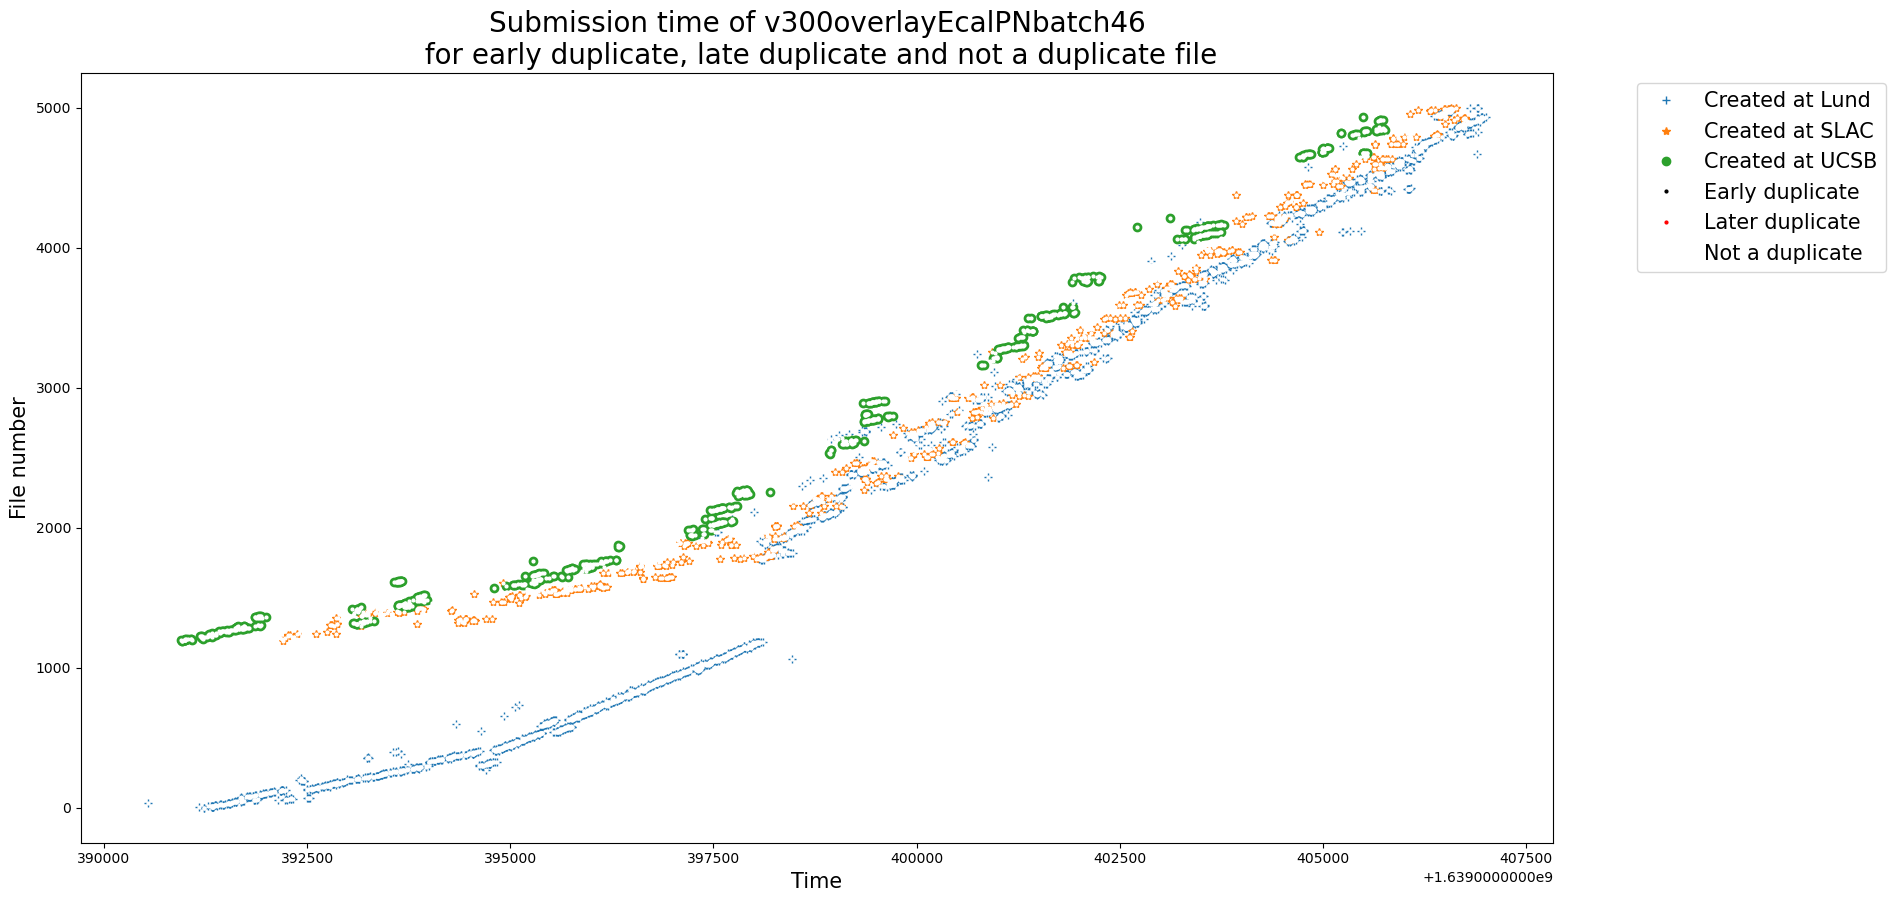 Submission time of v300overlayEcalPNbatch46
for early duplicate, late duplicate and not a duplicate file
File number
5000
4000
3000
2000
1000
0
390000
392500
395000
397500
400000
402500
405000
407500
+1.6390000000e9
Time
Created at Lund
Created at SLAC
Created at UCSB
Early duplicate
Later duplicate
Not a duplicate